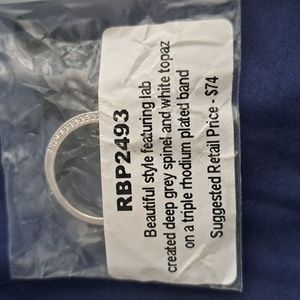 RBP2493
Beautiful style featuring lab
created deep grey spinel and white topaz
on a triple rhodium plated band
Suggested Retail Price - $74